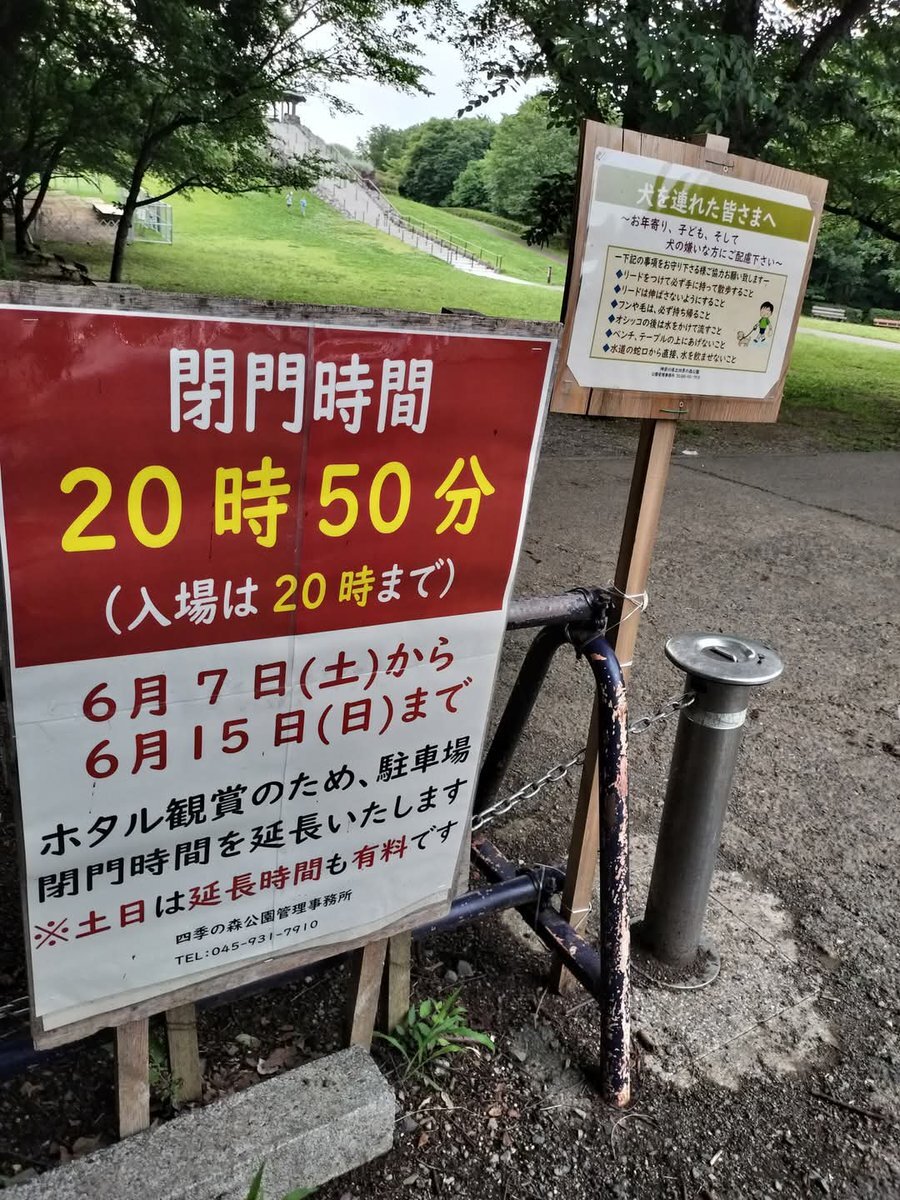 閉門時間
20時50分
(入場は20時まで)
6月7日(土)から
6月15日(日)まで
ホタル観賞のため、駐車場
閉門時間を延長いたします
※土日は延長時間も有料です
四季の森公園管理事務所
TEL:045-931-7910
犬を連れた皆さまへ
~お年寄り、子ども、そして
犬の嫌いな方にご配慮下さい~
ー下記の事項をお守り下さる様ご協力お願い致しますー
◆リードをつけて必ず手に持って散歩すること
◆リードは伸ばさないようにすること
◆フンや毛は、必ず持ち帰ること
◆オシッコの後は水をかけて流すこと
◆ベンチ、テーブルの上にあげないこと
◆水道の蛇口から直接、水を飲ませないこと